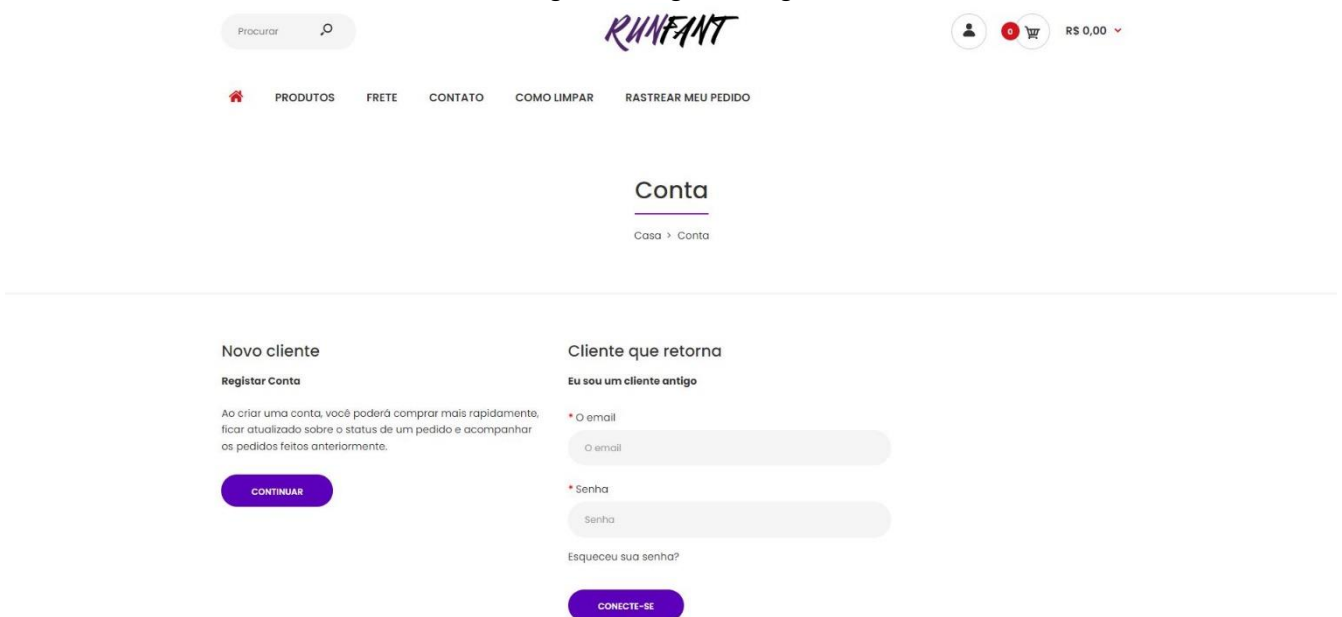 Procurar
RUNFANT
0
R$ 0,00
PRODUTOS FRETE CONTATO COMO LIMPAR RASTREAR MEU PEDIDO
Conta
Casa > Conta
Novo cliente
Registar Conta
Ao criar uma conta, você poderá comprar mais rapidamente,
ficar atualizado sobre o status de um pedido e acompanhar
os pedidos feitos anteriormente.
CONTINUAR
Cliente que retorna
Eu sou um cliente antigo
* O email
O email
* Senha
Senha
Esqueceu sua senha?
CONECTE-SE